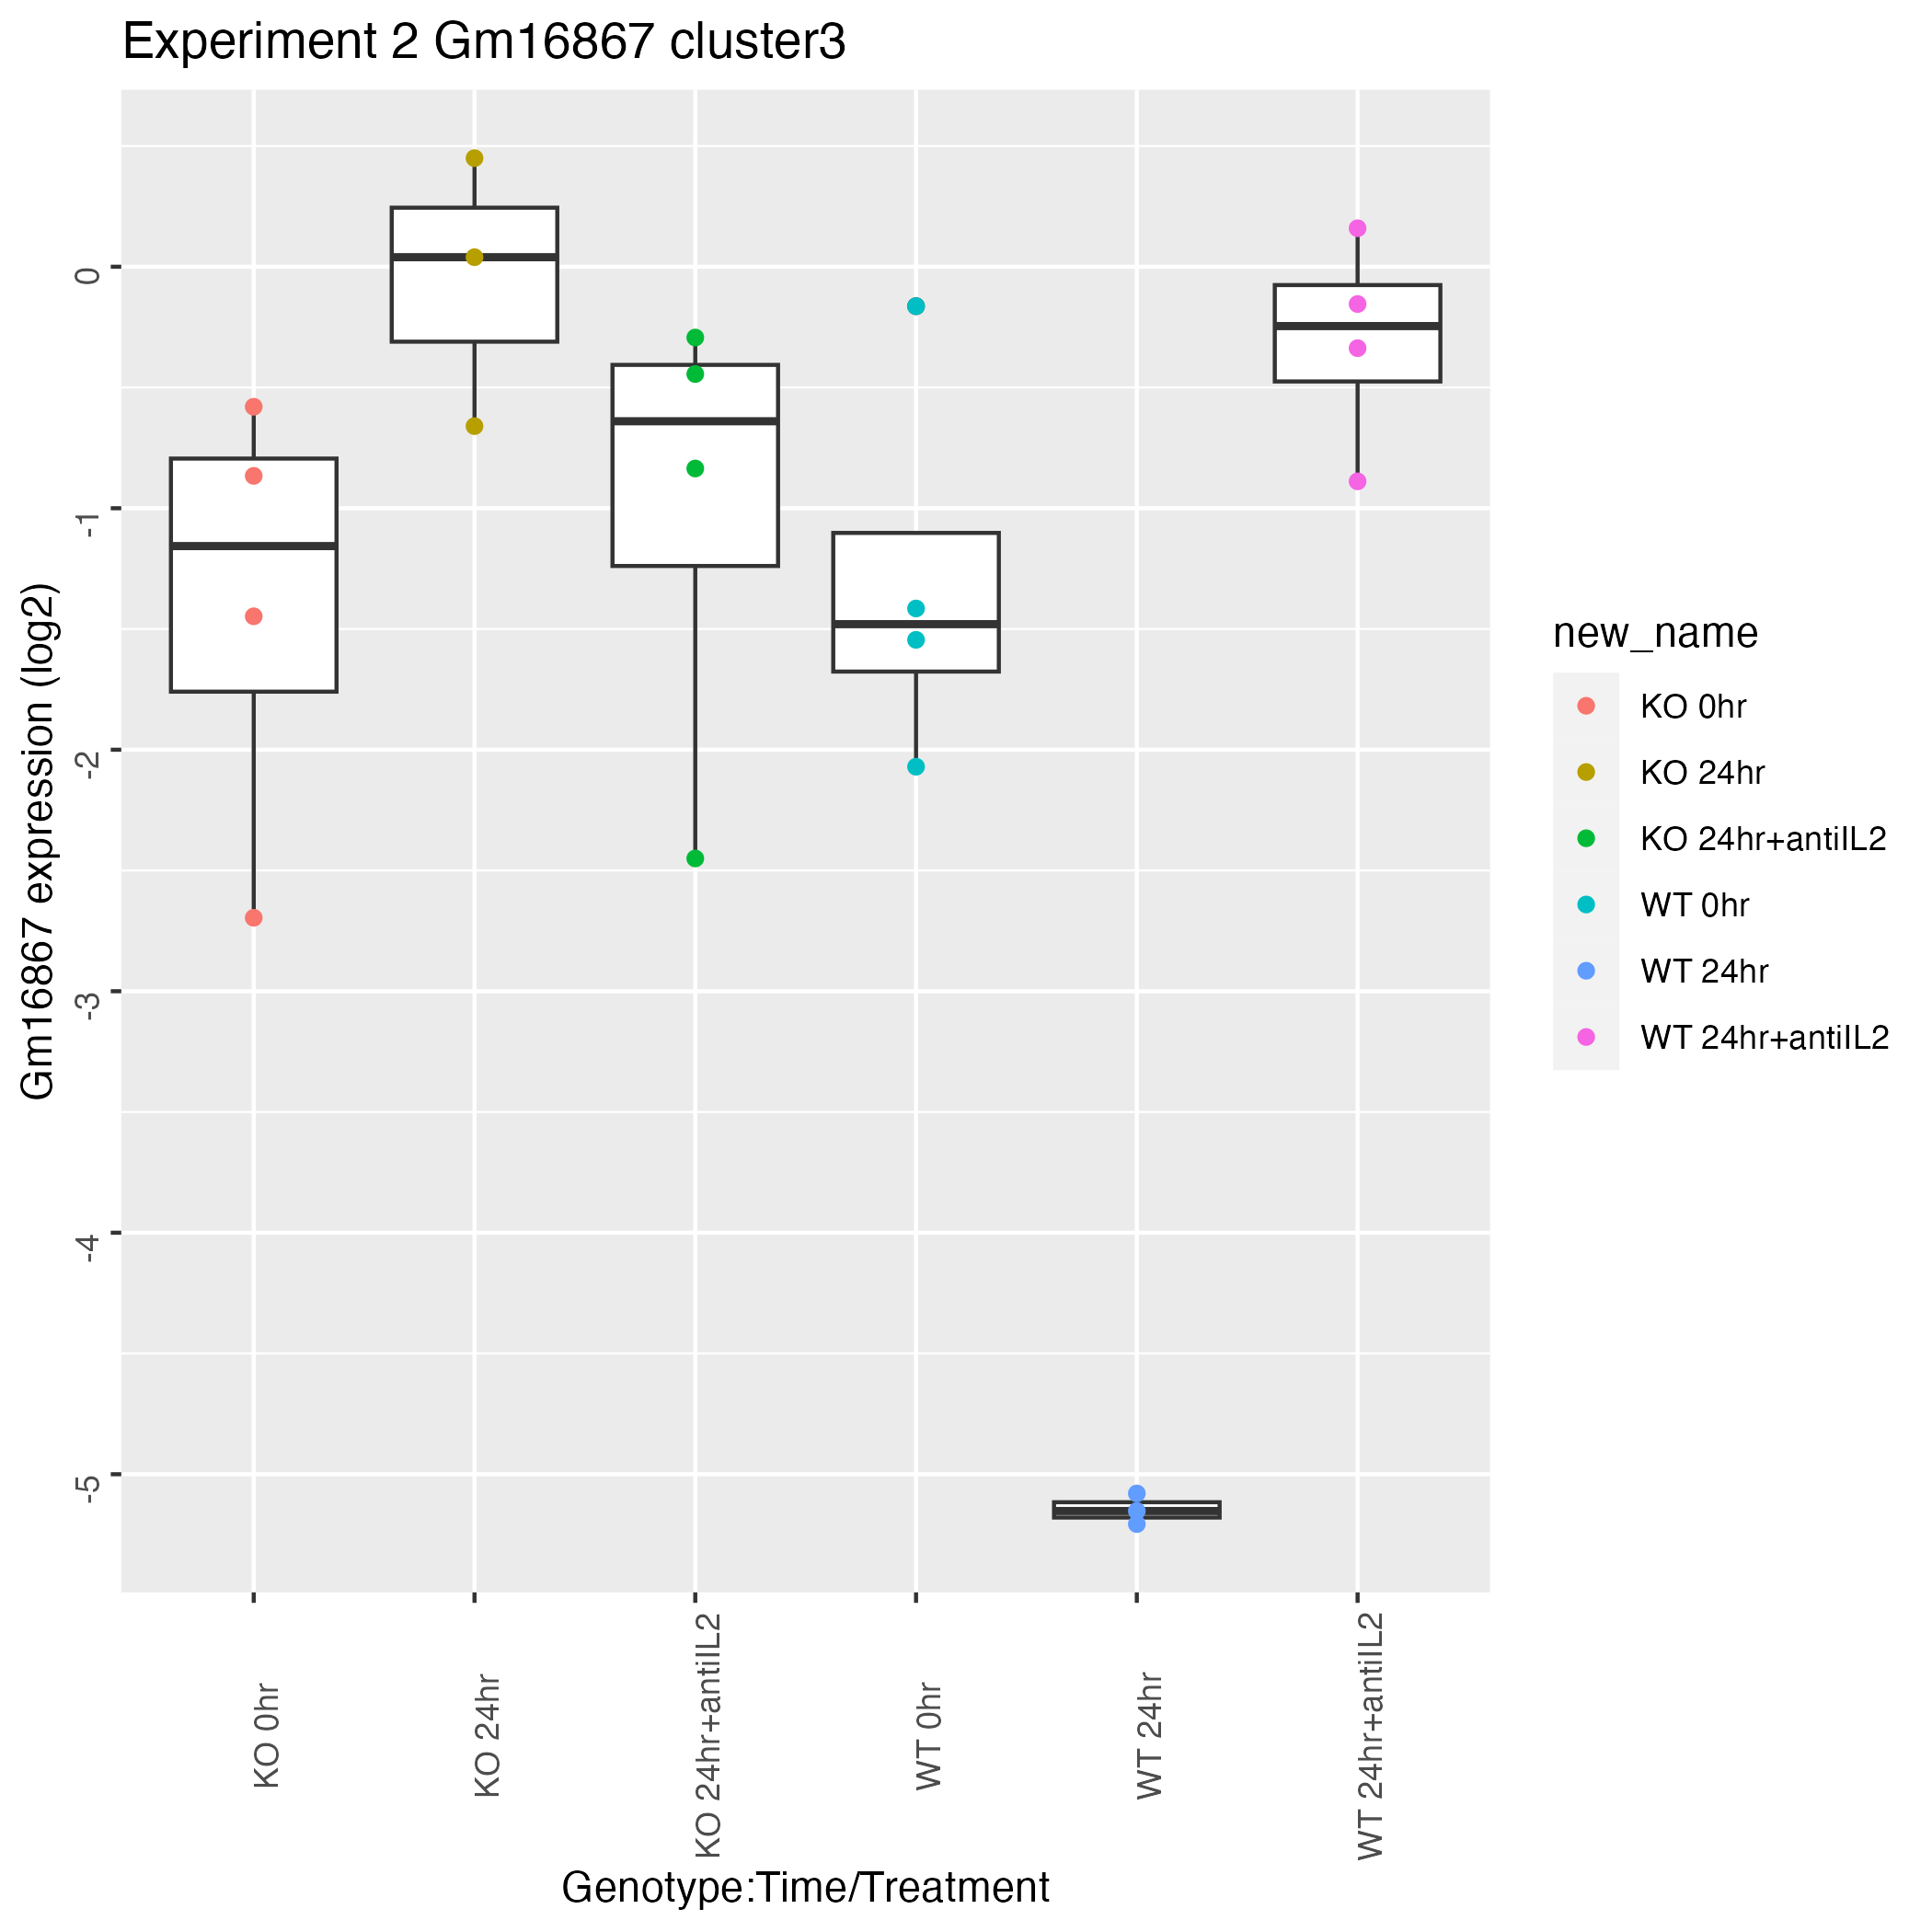 Experiment 2 Gm16867 cluster3
Gm16867 expression (log2)
0
-1
-2
-3
-4
-5
KO 0hr
KO 24hr
KO 24hr+antiIL2
WT 0hr
WT 24hr
WT 24hr+antiIL2
Genotype:Time/Treatment
new_name
KO 0hr
KO 24hr
KO 24hr+antiIL2
WT 0hr
WT 24hr
WT 24hr+antiIL2